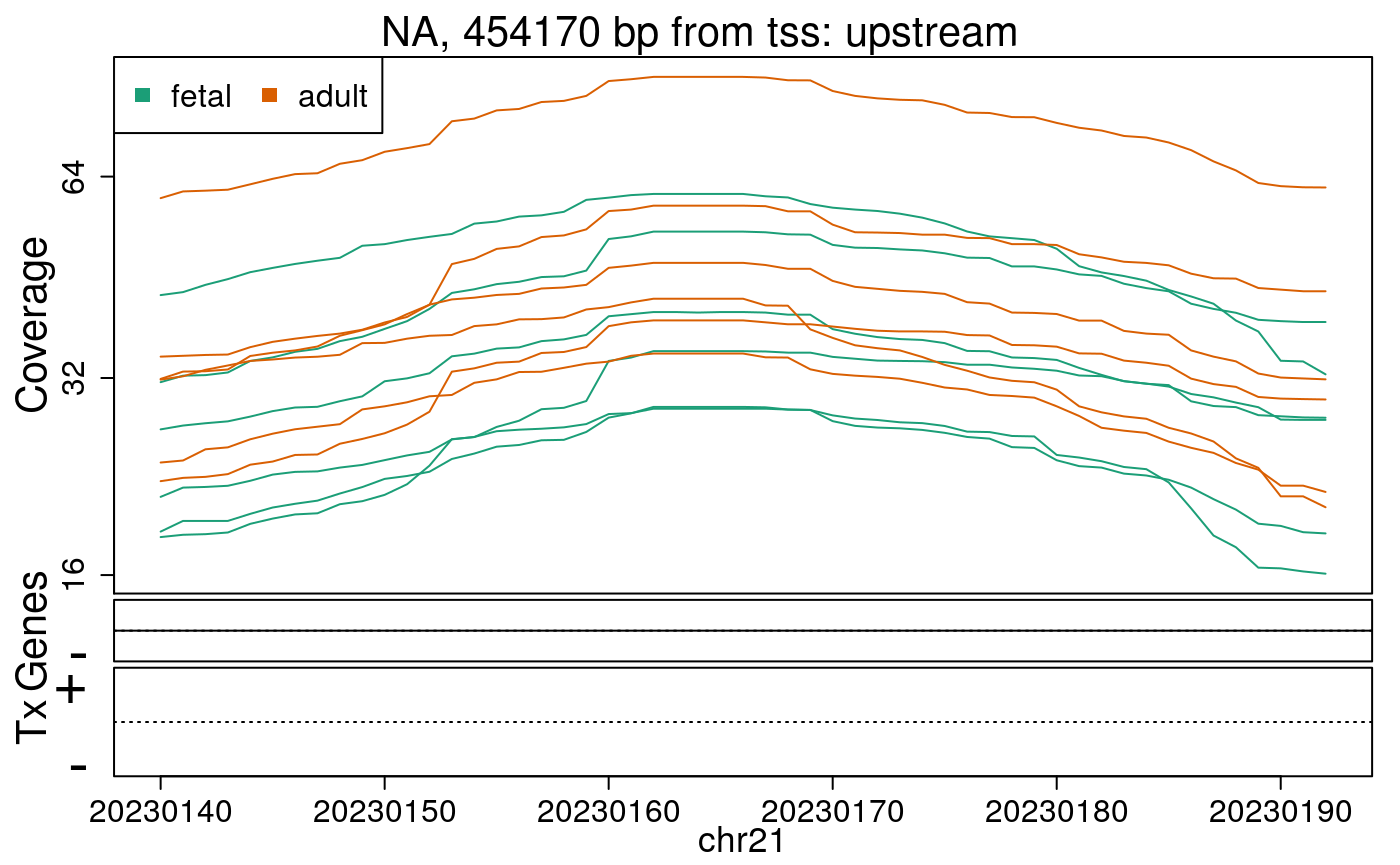 NA, 454170 bp from tss: upstream
fetal adult
Coverage
64
32
16
Genes
-
Tx
+
-
20230140 20230150 20230160 20230170 20230180 20230190
chr21